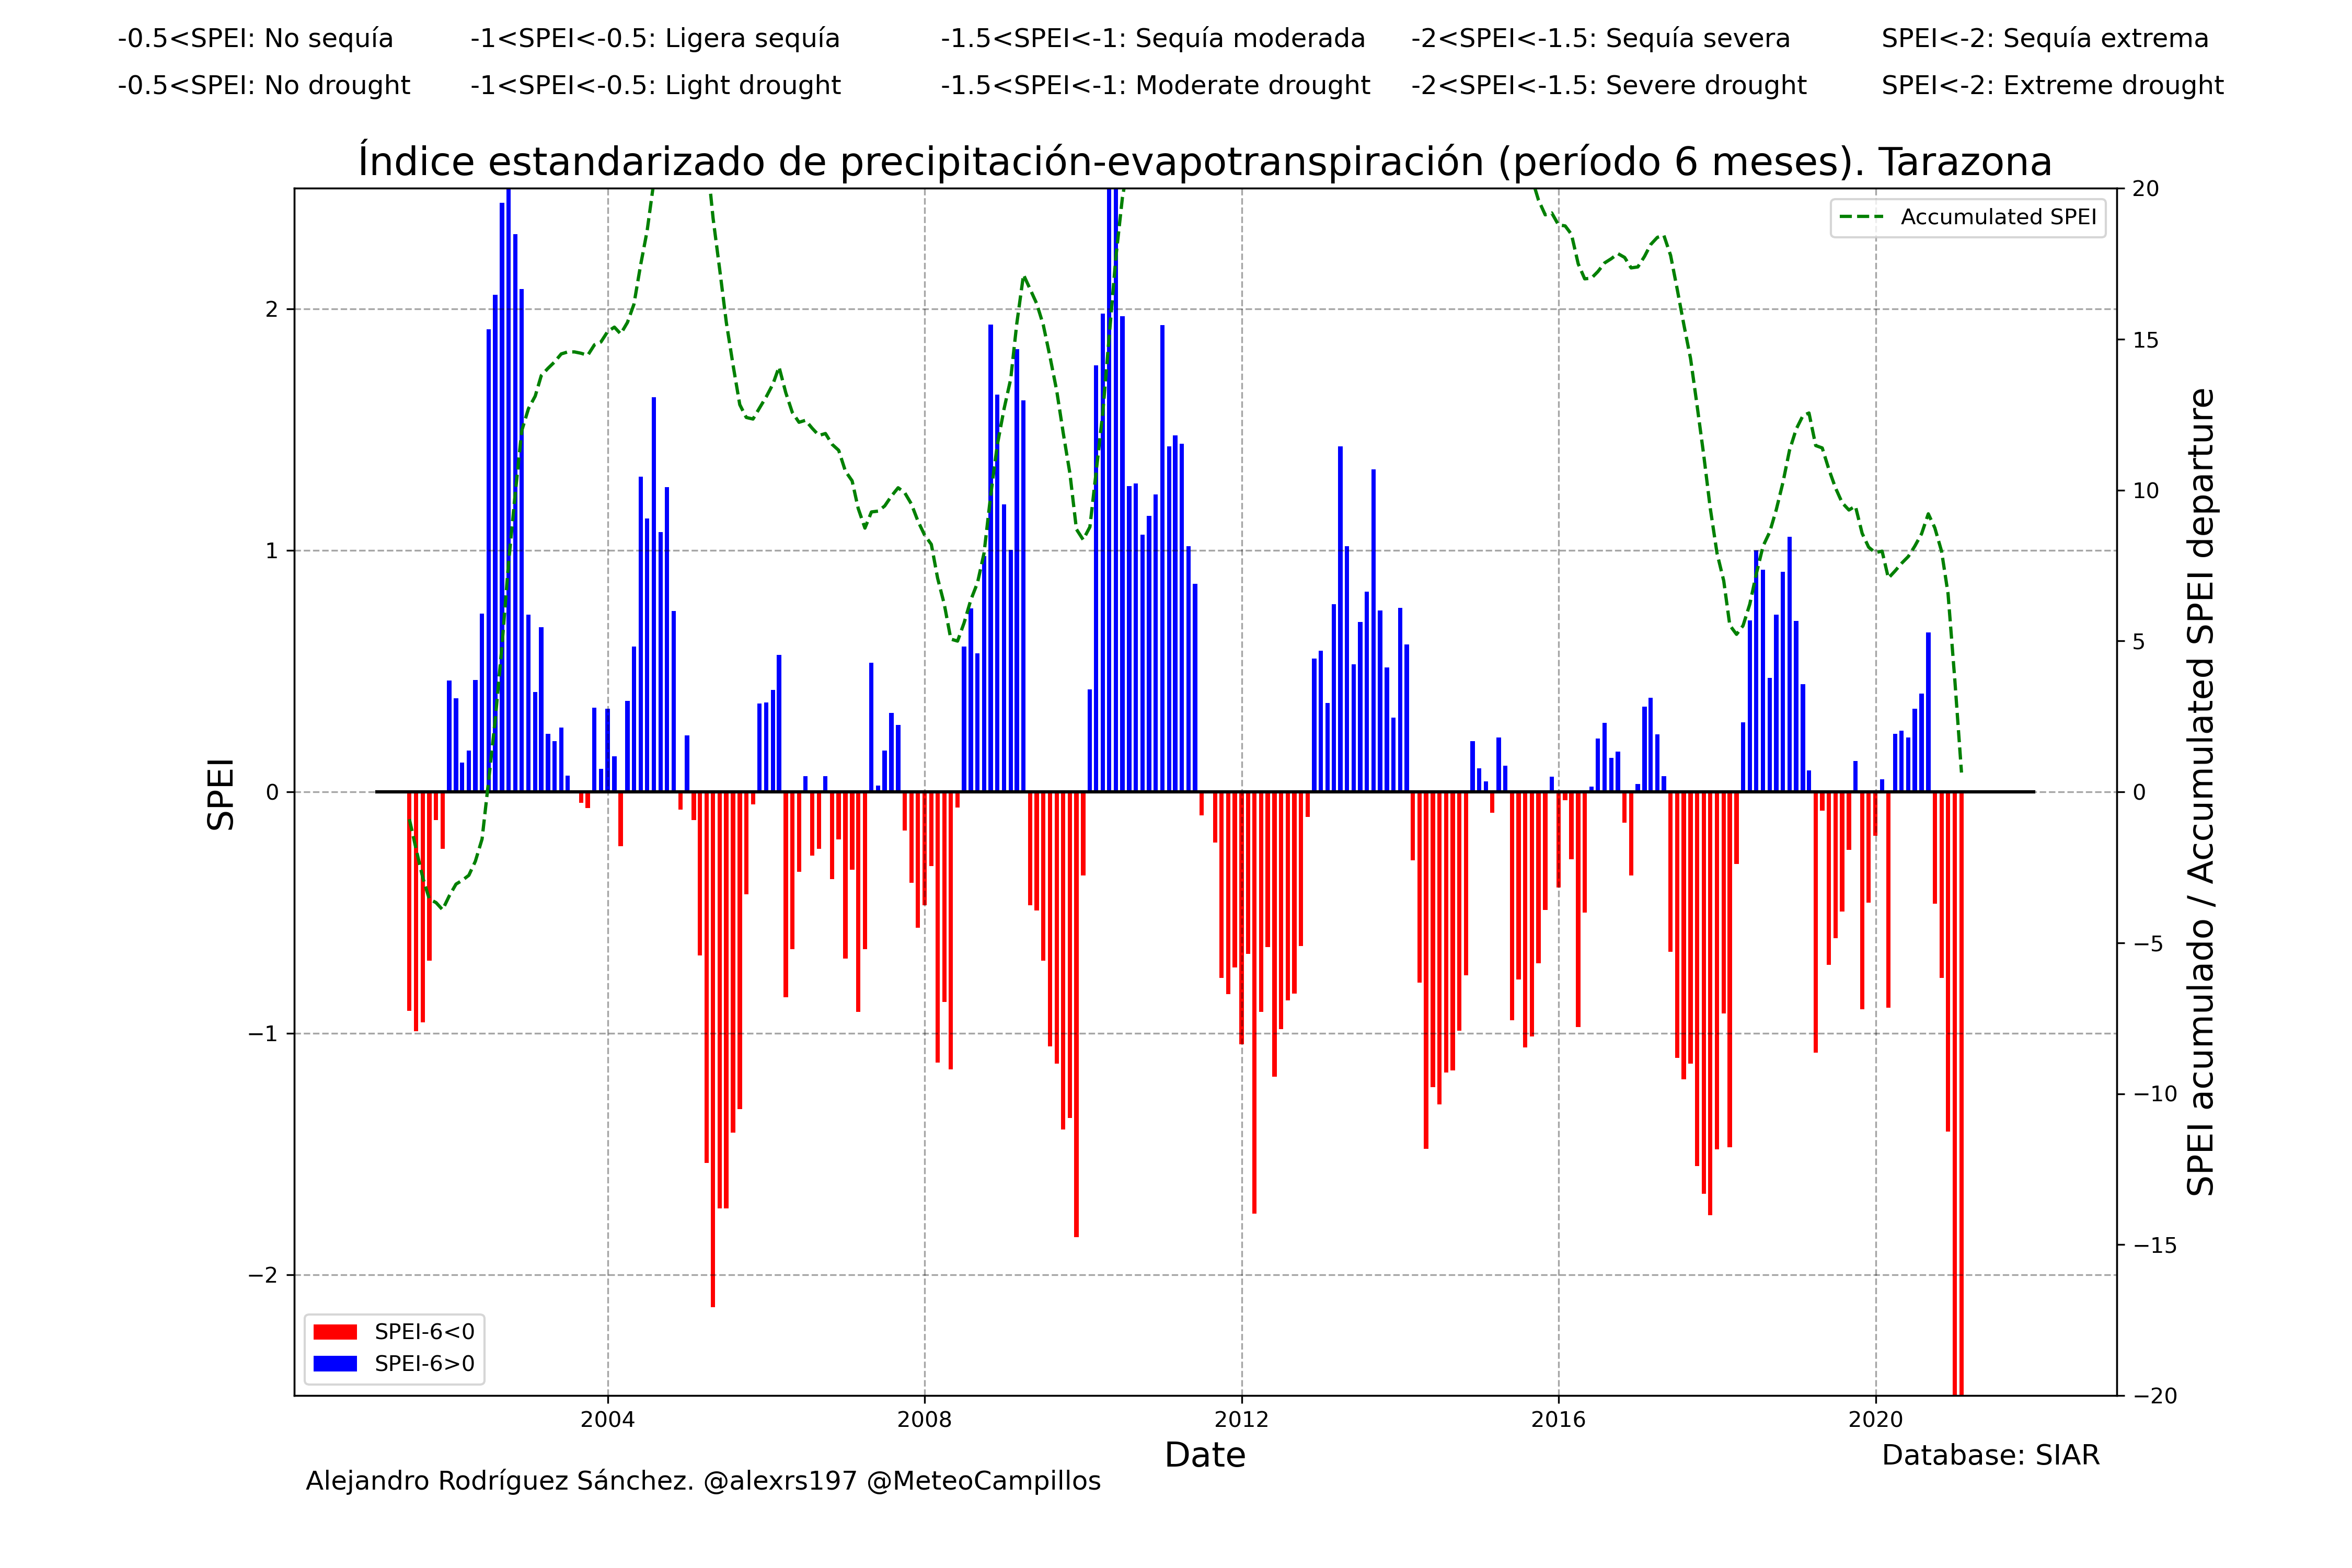 -0.5<SPEI: No sequía
-1<SPEI<-0.5: Ligera sequía
-1.5<SPEI<-1: Sequía moderada
-2<SPEI<-1.5: Sequía severa
SPEI<-2: Sequía extrema
-0.5<SPEI: No drought
-1<SPEI<-0.5: Light drought
-1.5<SPEI<-1: Moderate drought
-2<SPEI<-1.5: Severe drought
SPEI<-2: Extreme drought
Índice estandarizado de precipitación-evapotranspiración (período 6 meses). Tarazona
Accumulated SPEI
SPEI
2
1
0
−1
−2
20
15
10
5
0
−5
−10
−15
−20
SPEI acumulado / Accumulated SPEI departure
SPEI-6<0
SPEI-6>0
2004
2008
2012
2016
2020
Date
Database: SIAR
Alejandro Rodríguez Sánchez. @alexrs197 @MeteoCampillos